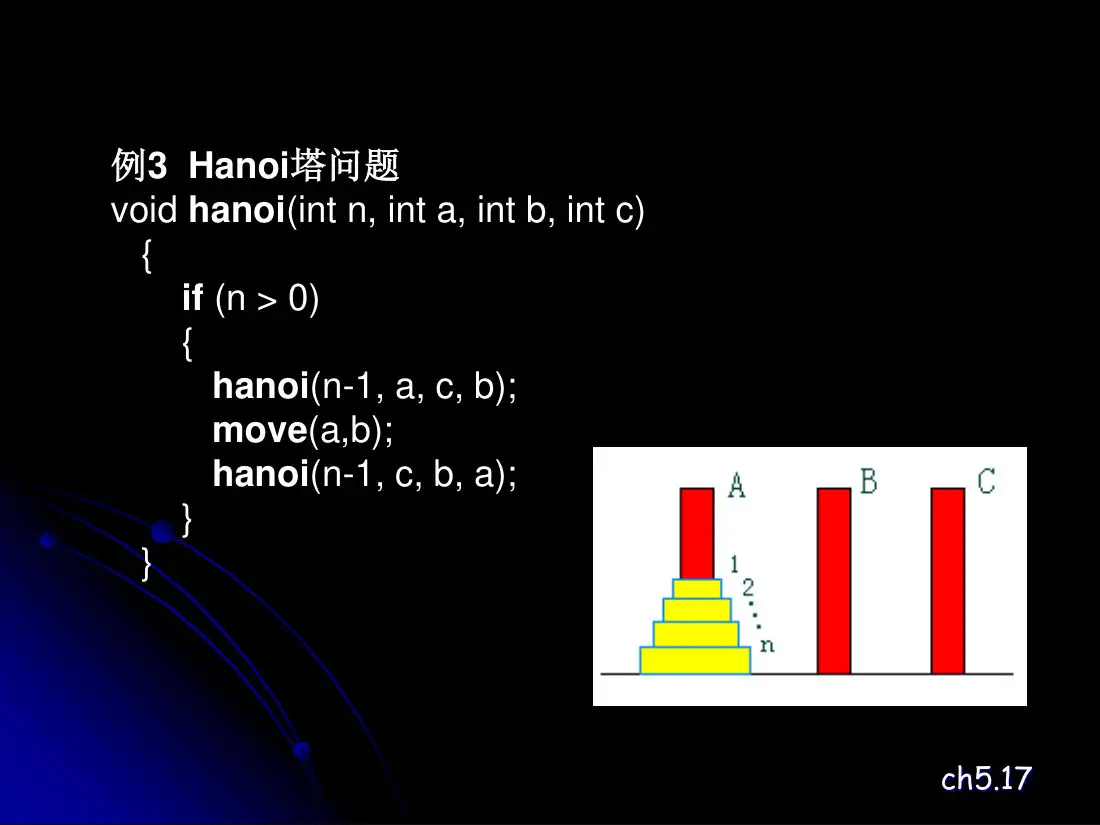 例3 Hanoi塔问题
void hanoi(int n, int a, int b, int c)
{
if (n > 0)
{
hanoi(n-1, a, c, b);
move(a,b);
hanoi(n-1, c, b, a);
}
}
A
B
C
1
2
n
ch5.17